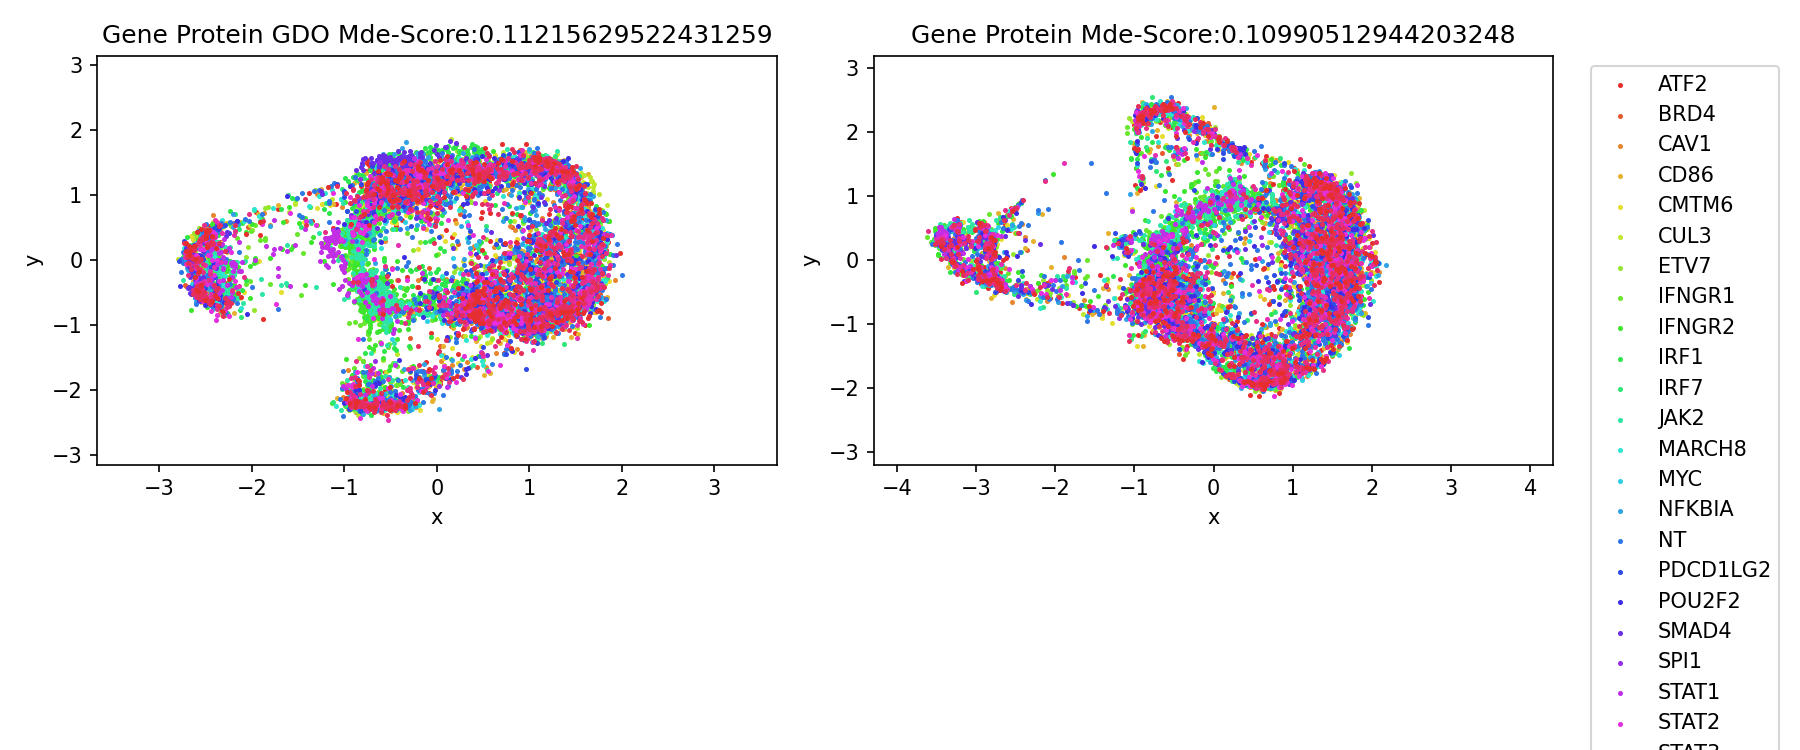 Gene Protein GDO Mde-Score:0.11215629522431259
3
2
1
0
−1
−2
−3
y
−3
−2
−1
0
1
2
3
x
Gene Protein Mde-Score:0.10990512944203248
3
2
1
0
−1
−2
−3
y
−4
−3
−2
−1
0
1
2
3
4
x
ATF2
BRD4
CAV1
CD86
CMTM6
CUL3
ETV7
IFNGR1
IFNGR2
IRF1
IRF7
JAK2
MARCH8
MYC
NFKBIA
NT
PDCD1LG2
POU2F2
SMAD4
SPI1
STAT1
STAT2